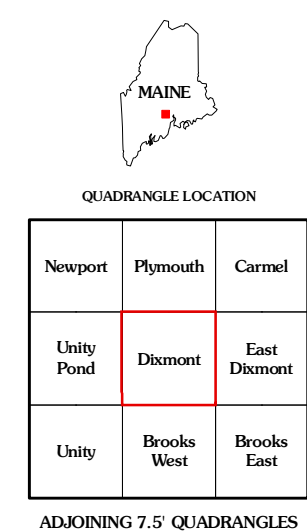 MAINE
QUADRANGLE LOCATION
Newport Plymouth Carmel
Unity
Pond
Dixmont
East
Dixmont
Unity
Brooks
West
Brooks
East
ADJOINING 7.5' QUADRANGLES